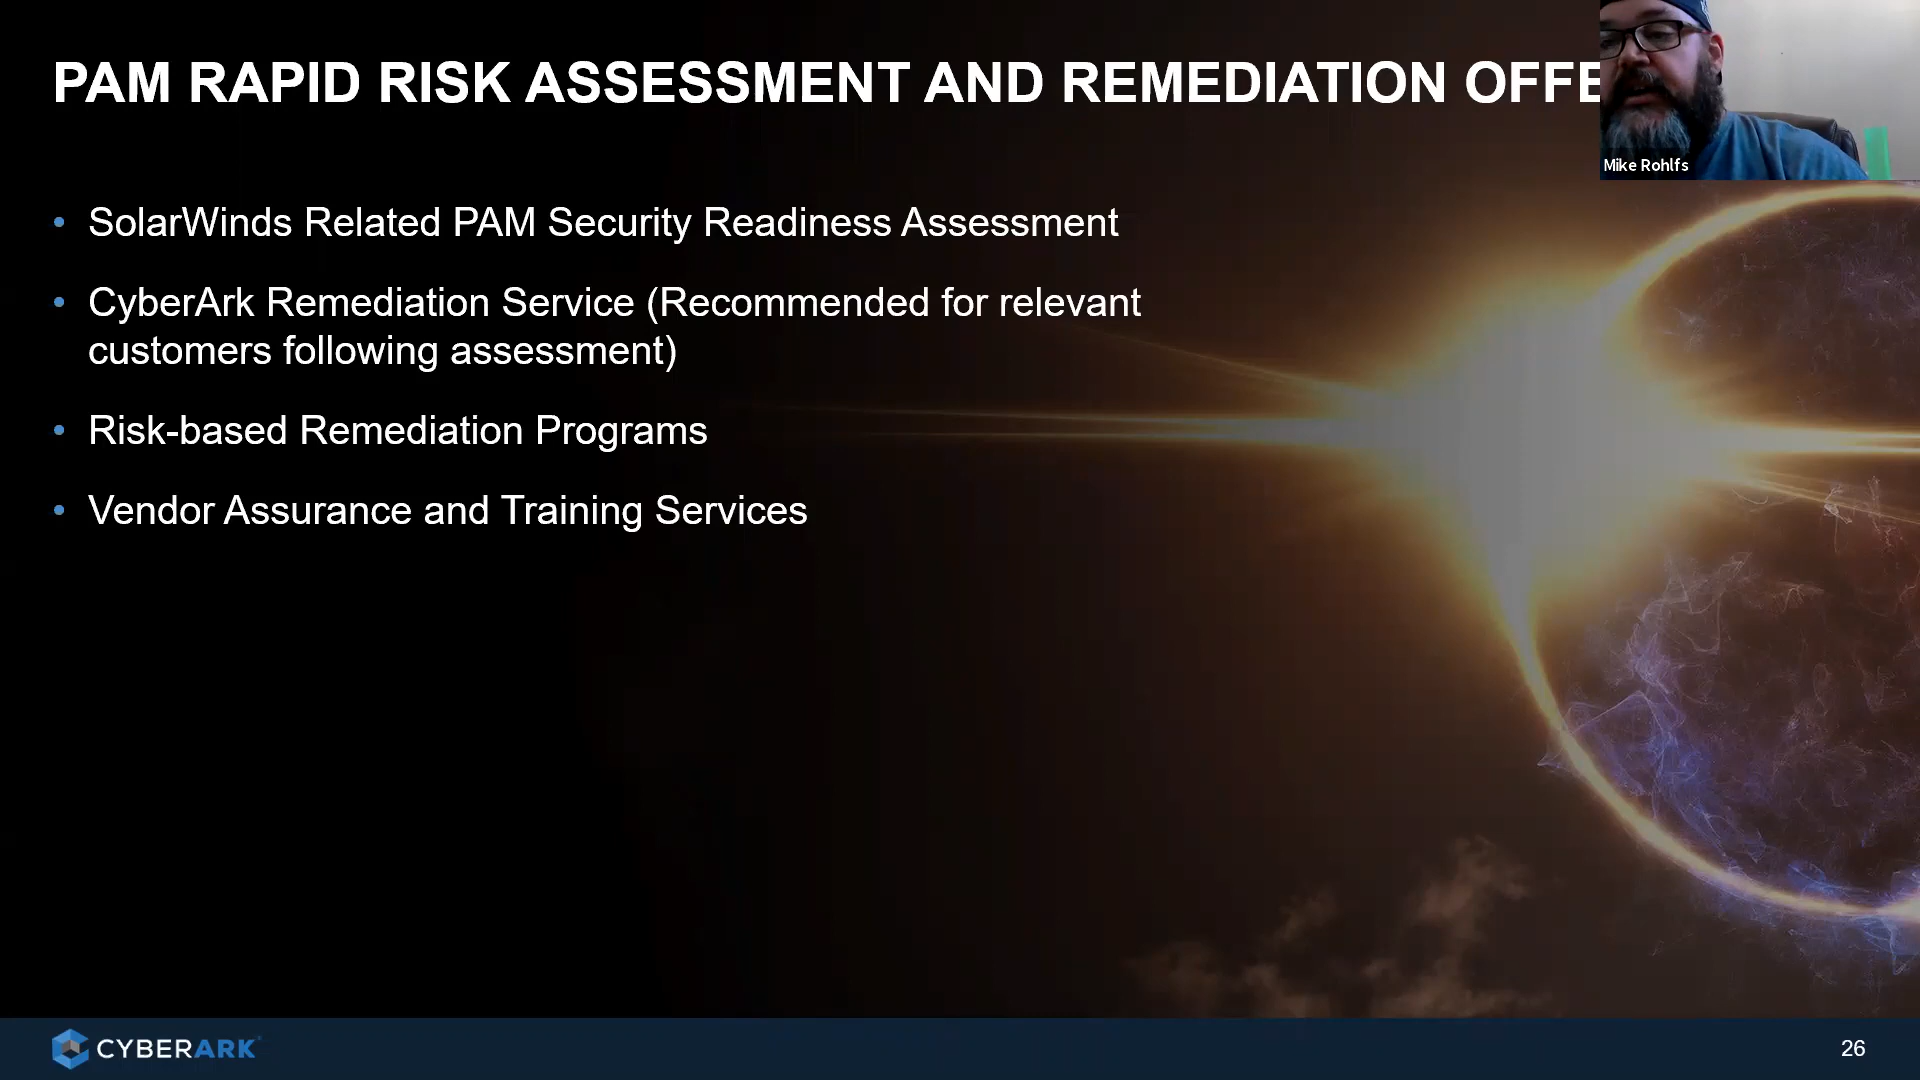 PAM RAPID RISK ASSESSMENT AND REMEDIATION
Mike Rohlfs
• SolarWinds Related PAM Security Readiness Assessment
• CyberArk Remediation Service (Recommended for relevant
customers following assessment)
• Risk-based Remediation Programs
• Vendor Assurance and Training Services
CYBERARK
26